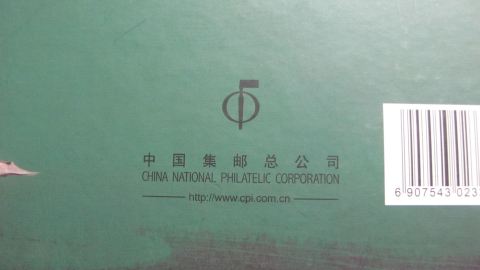 中国集邮总公司
CHINA NATIONAL PHILATELIC CORPORATION
http://www.cpi.com.cn
6 907543 023